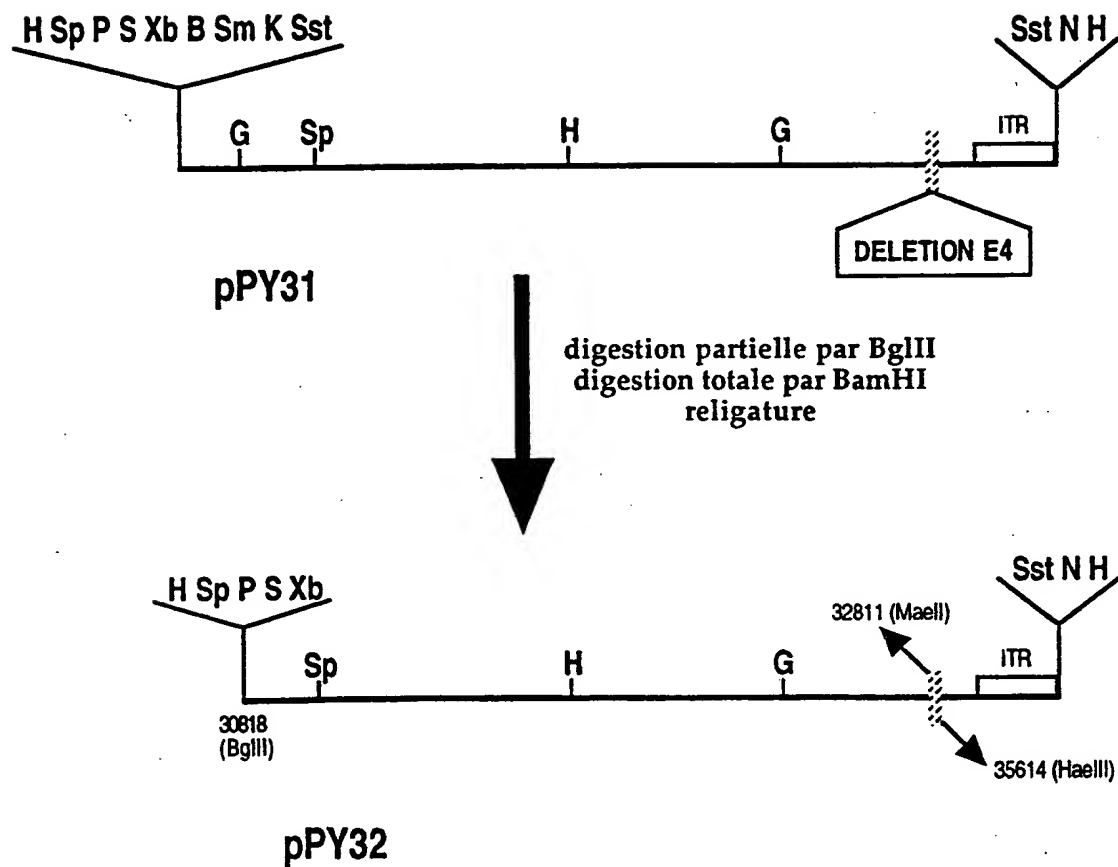 H Sp P S Xb B Sm K Sst
Sst N H
G
Sp
H
G
ITR
DELETION E4
pPY31
digestion partielle par BglII
digestion totale par BamHI
religature
H Sp P S Xb
Sst N H
32811 (MaeII)
Sp
H
G
ITR
30818
(BglII)
35614 (HaeIII)
pPY32